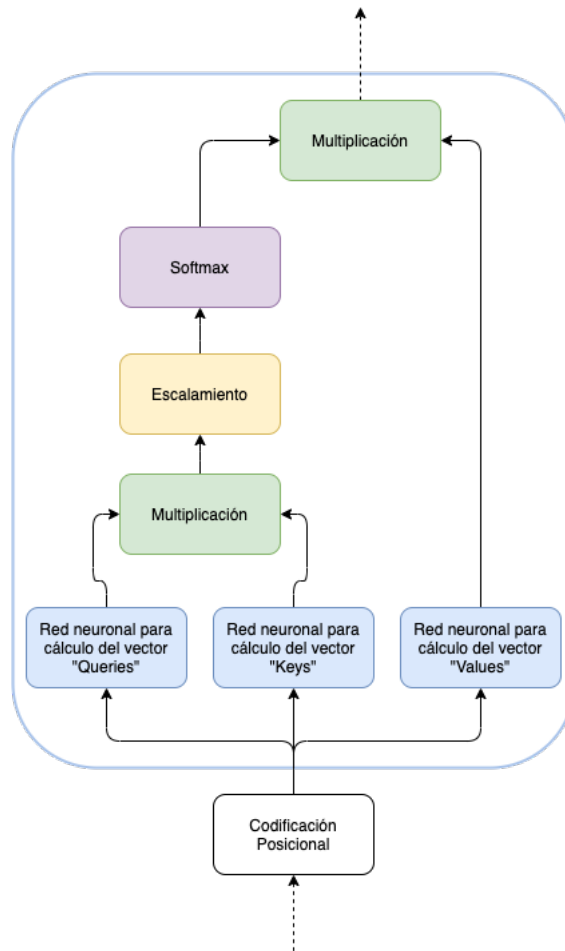 Multiplicación
Softmax
Escalamiento
Multiplicación
Red neuronal para
cálculo del vector
"Queries"
Red neuronal para
cálculo del vector
"Keys"
Red neuronal para
cálculo del vector
"Values"
Codificación
Posicional